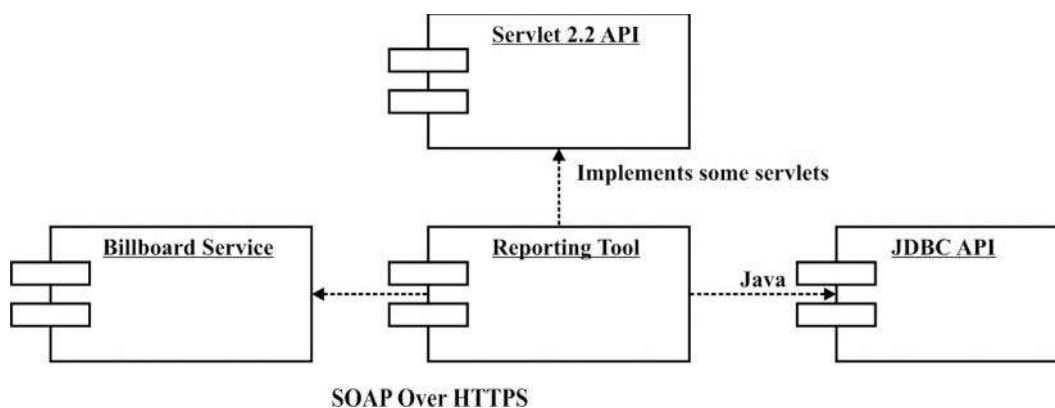 Servlet 2.2 API
Implements some servlets
Billboard Service
Reporting Tool
Java
JDBC API
SOAP Over HTTPS